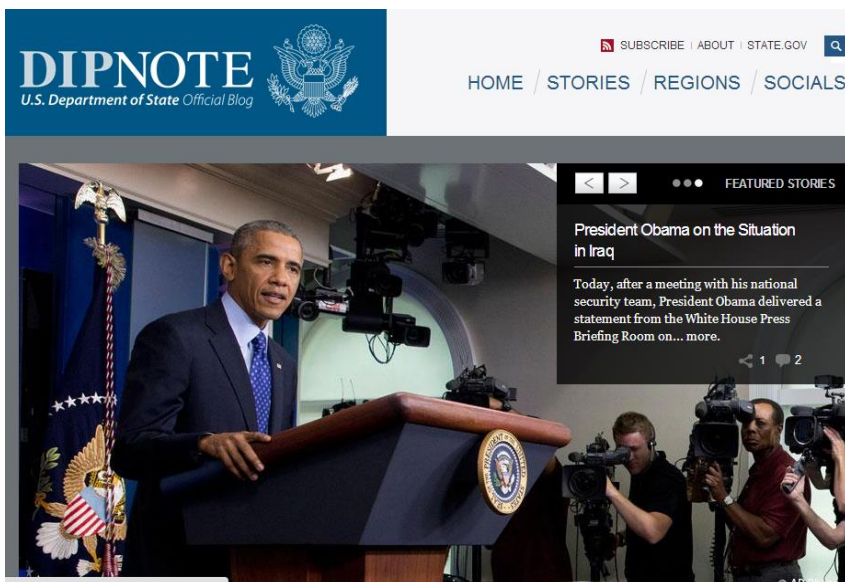 SUBSCRIBE | ABOUT | STATE.GOV
DIPNOTE
U.S. Department of State Official Blog
HOME / STORIES / REGIONS / SOCIALS
< > FEATURED STORIES
President Obama on the Situation
in Iraq
Today, after a meeting with his national
security team, President Obama delivered a
statement from the White House Press
Briefing Room on... more.
1 2